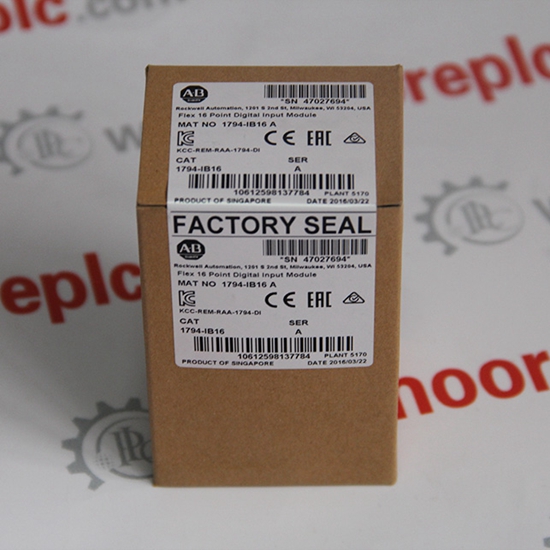 replc
plc.
AB
"SN 47027694"
Rockwell Automation, 1201 S 2nd St, Milwaukee, WI 53204, USA
Flex 16 Point Digital Input Module
MAT NO 1794-IB16 A
CE EAC
KCC-REM-RAA-1794-DI
CAT SER
1794-IB16 A
10612598137784 PLANT 5170
PRODUCT OF SINGAPORE DATE 2016/03/22
FACTORY SEAL
AB
"SN 47027694"
Rockwell Automation, 1201 S 2nd St, Milwaukee, WI 53204, USA
Flex 16 Point Digital Input Module
MAT NO 1794-IB16 A
CE EAC
KCC-REM-RAA-1794-DI
CAT SER
1794-IB16 A
10612598137784 PLANT 5170
PRODUCT OF SINGAPORE DATE 2016/03/22
replc
moore